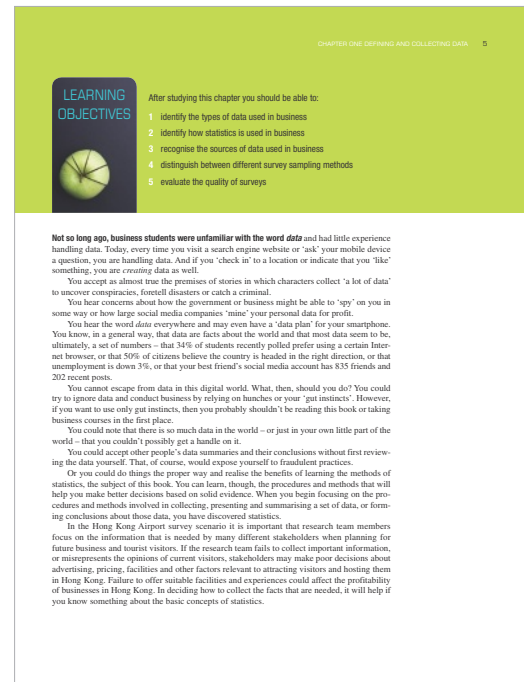 CHAPTER ONE DEFINING AND COLLECTING DATA 5
LEARNING
OBJECTIVES
After studying this chapter you should be able to:
1 identify the types of data used in business
2 identify how statistics is used in business
3 recognise the sources of data used in business
4 distinguish between different survey sampling methods
5 evaluate the quality of surveys
Not so long ago, business students were unfamiliar with the word data and had little experience
handling data. Today, every time you visit a search engine website or ‘ask’ your mobile device
a question, you are handling data. And if you ‘check in’ to a location or indicate that you ‘like’
something, you are creating data as well.
You accept as almost true the premises of stories in which characters collect ‘a lot of data’
to uncover conspiracies, foretell disasters or catch a criminal.
You hear concerns about how the government or business might be able to ‘spy’ on you in
some way or how large social media companies ‘mine’ your personal data for profit.
You hear the word data everywhere and may even have a ‘data plan’ for your smartphone.
You know, in a general way, that data are facts about the world and that most data seem to be,
ultimately, a set of numbers – that 34% of students recently polled prefer using a certain Inter-
net browser, or that 50% of citizens believe the country is headed in the right direction, or that
unemployment is down 3%, or that your best friend’s social media account has 835 friends and
202 recent posts.
You cannot escape from data in this digital world. What, then, should you do? You could
try to ignore data and conduct business by relying on hunches or your ‘gut instincts’. However,
if you want to use only gut instincts, then you probably shouldn’t be reading this book or taking
business courses in the first place.
You could note that there is so much data in the world – or just in your own little part of the
world – that you couldn’t possibly get a handle on it.
You could accept other people’s data summaries and their conclusions without first review-
ing the data yourself. That, of course, would expose yourself to fraudulent practices.
Or you could do things the proper way and realise the benefits of learning the methods of
statistics, the subject of this book. You can learn, though, the procedures and methods that will
help you make better decisions based on solid evidence. When you begin focusing on the pro-
cedures and methods involved in collecting, presenting and summarising a set of data, or form-
ing conclusions about those data, you have discovered statistics.
In the Hong Kong Airport survey scenario it is important that research team members
focus on the information that is needed by many different stakeholders when planning for
future business and tourist visitors. If the research team fails to collect important information,
or misrepresents the opinions of current visitors, stakeholders may make poor decisions about
advertising, pricing, facilities and other factors relevant to attracting visitors and hosting them
in Hong Kong. Failure to offer suitable facilities and experiences could affect the profitability
of businesses in Hong Kong. In deciding how to collect the facts that are needed, it will help if
you know something about the basic concepts of statistics.